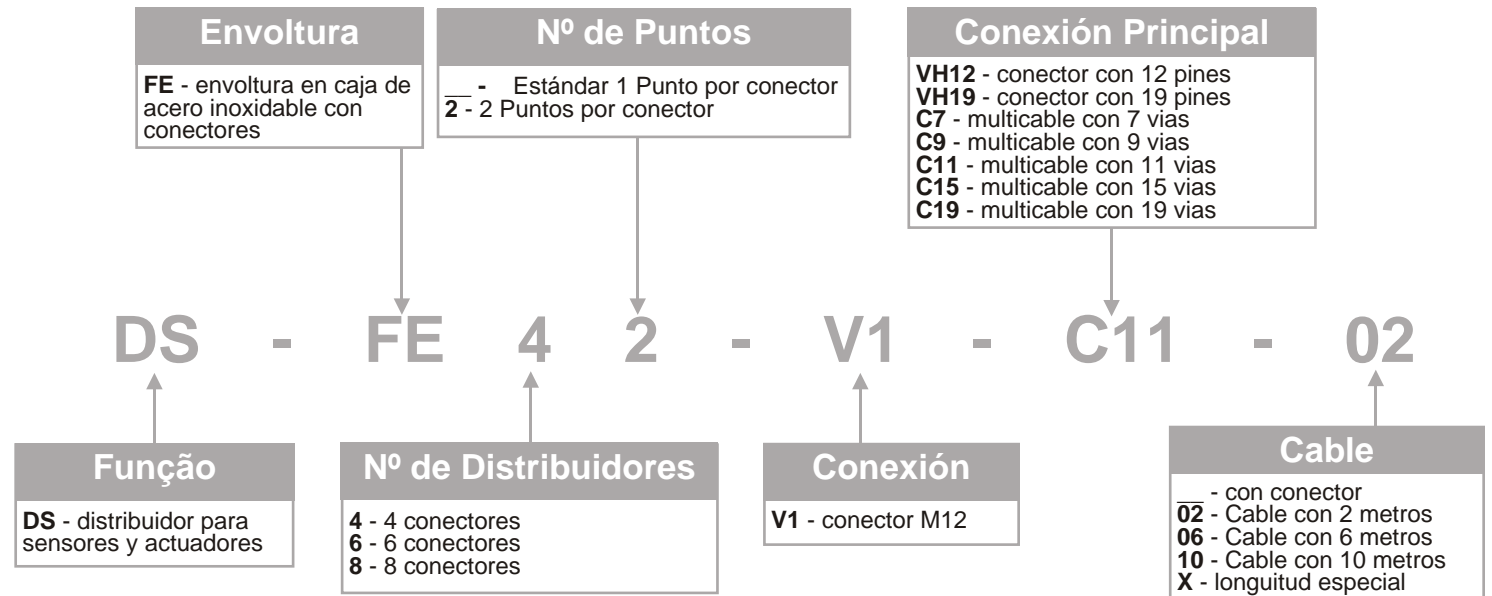 Envoltura
FE - envoltura en caja de
acero inoxidable con
conectores
Nº de Puntos
__ - Estándar 1 Punto por conector
2 - 2 Puntos por conector
Conexión Principal
VH12 - conector con 12 pines
VH19 - conector con 19 pines
C7 - multicable con 7 vias
C9 - multicable con 9 vias
C11 - multicable con 11 vias
C15 - multicable con 15 vias
C19 - multicable con 19 vias
DS - FE 4 2 - V1 - C11 - 02
Função
DS - distribuidor para
sensores y actuadores
Nº de Distribuidores
4 - 4 conectores
6 - 6 conectores
8 - 8 conectores
Conexión
V1 - conector M12
Cable
__ - con conector
02 - Cable con 2 metros
06 - Cable con 6 metros
10 - Cable con 10 metros
X - longuitud especial